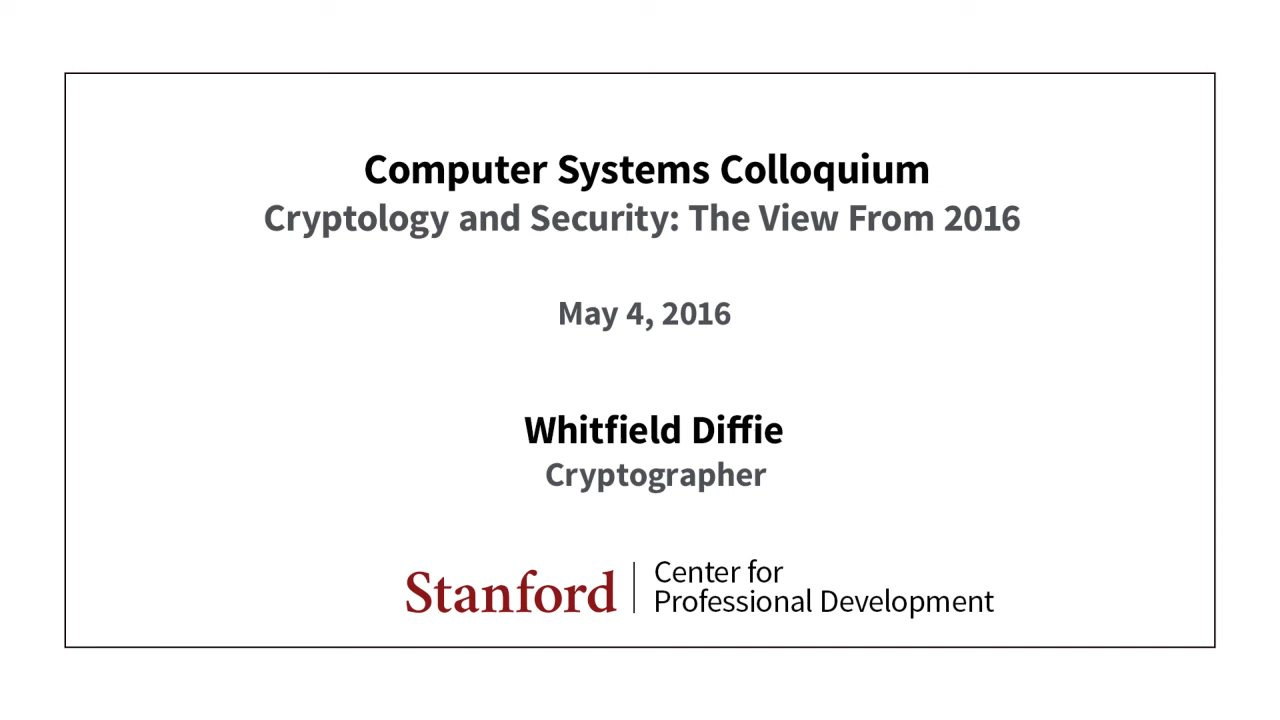 Computer Systems Colloquium
Cryptology and Security: The View From 2016
May 4, 2016
Whitfield Diffie
Cryptographer
Stanford
Center for
Professional Development